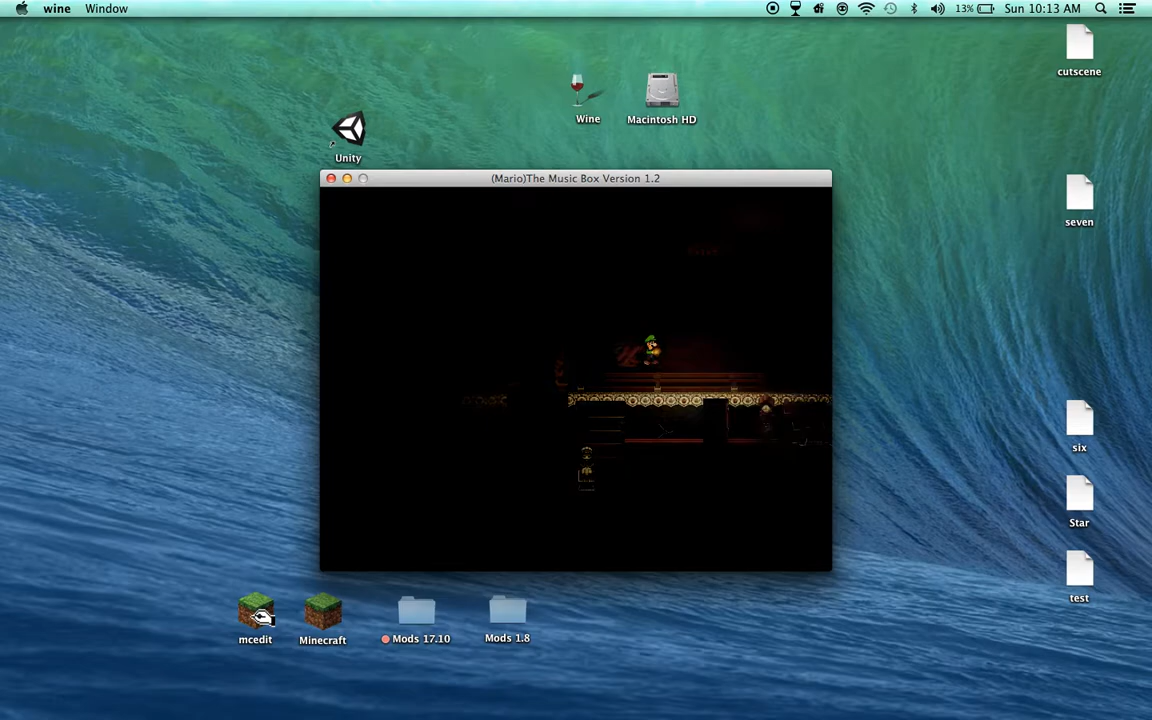 wine Window 13% Sun 10:13 AM
cutscene
Wine Macintosh HD
Unity
(Mario)The Music Box Version 1.2
seven
six
Star
test
mcedit Minecraft Mods 17.10 Mods 1.8